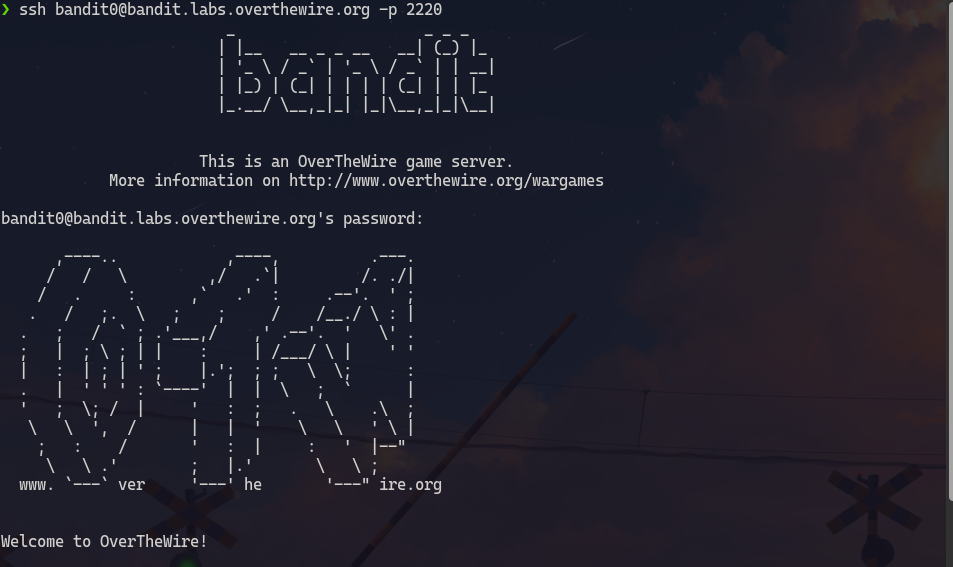 ❯ ssh bandit0@bandit.labs.overthewire.org -p 2220
bandit
This is an OverTheWire game server.
More information on http://www.overthewire.org/wargames
bandit0@bandit.labs.overthewire.org's password:
www. ver he ire.org
Welcome to OverTheWire!